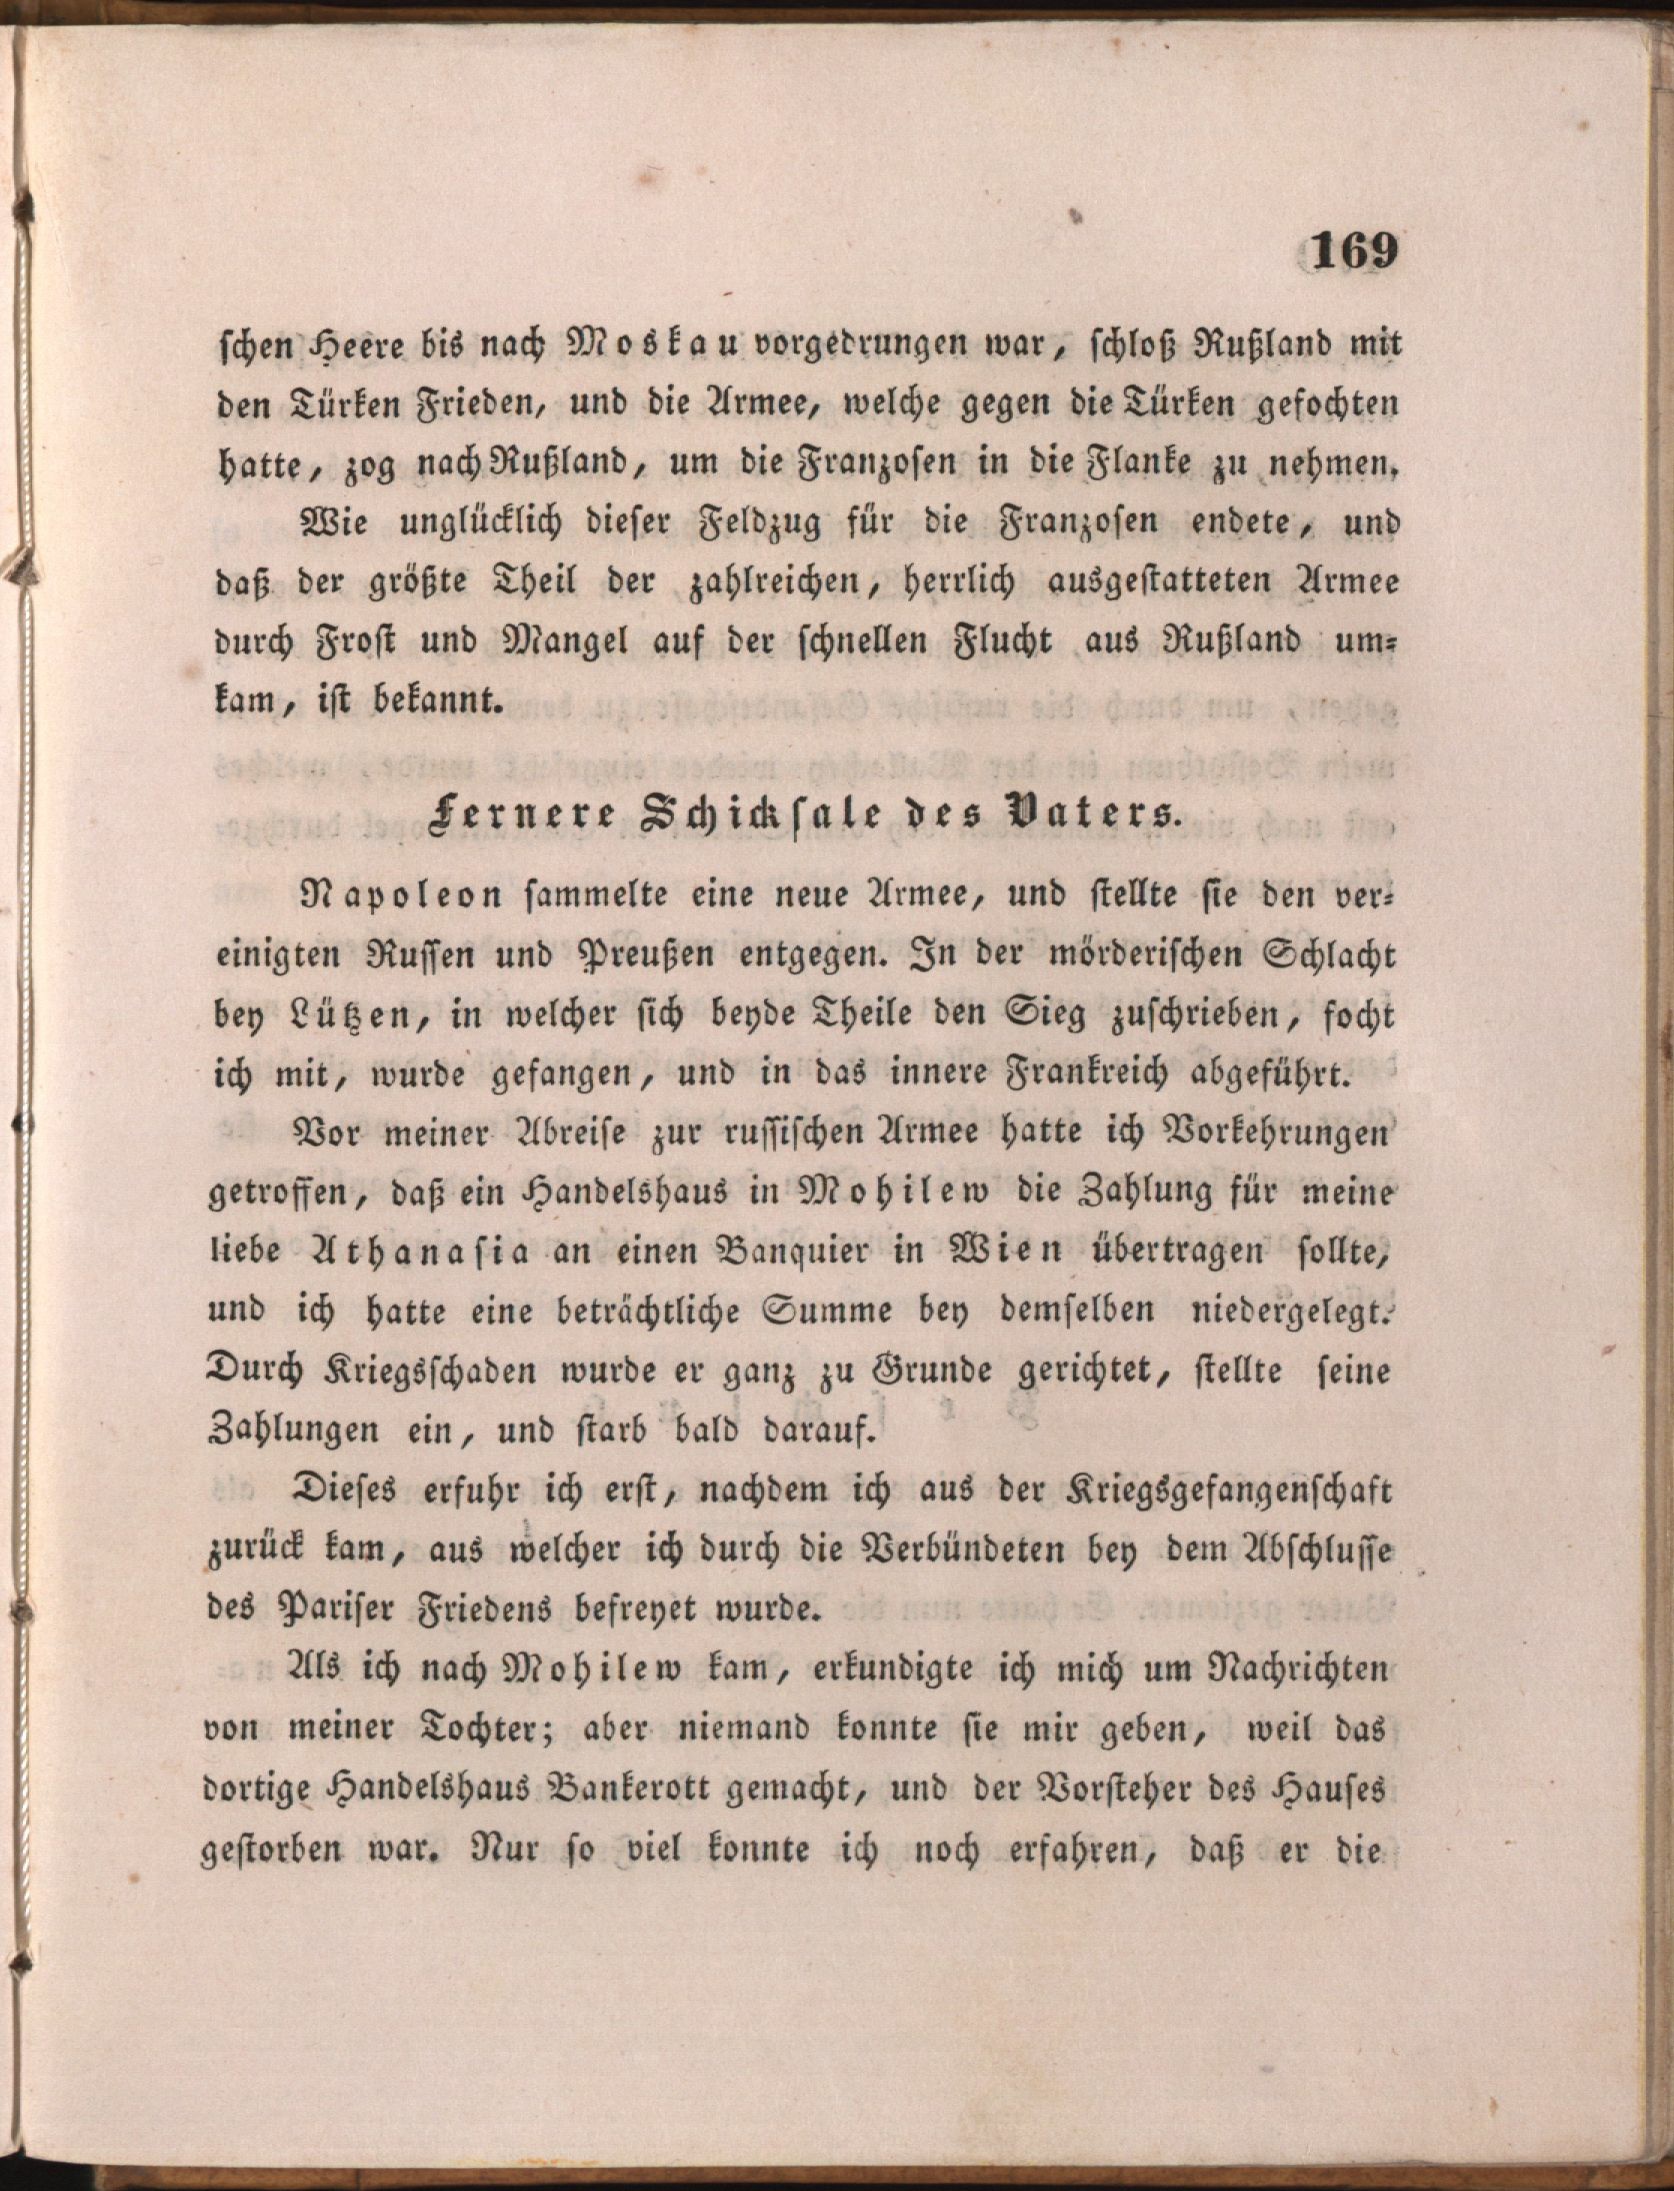 169
schen Heere bis nach Moskau vorgedrungen war, schloß Rußland mit
den Türken Frieden, und die Armee, welche gegen die Türken gefochten
hatte, zog nach Rußland, um die Franzosen in die Flanke zu nehmen.
Wie unglücklich dieser Feldzug für die Franzosen endete, und
daß der größte Theil der zahlreichen, herrlich ausgestatteten Armee
durch Frost und Mangel auf der schnellen Flucht aus Rußland um-
kam, ist bekannt.
Fernere Schicksale des Vaters.
Napoleon sammelte eine neue Armee, und stellte sie den ver-
einigten Russen und Preußen entgegen. In der mörderischen Schlacht
bey Lützen, in welcher sich beyde Theile den Sieg zuschrieben, focht
ich mit, wurde gefangen, und in das innere Frankreich abgeführt.
Vor meiner Abreise zur russischen Armee hatte ich Vorkehrungen
getroffen, daß ein Handelshaus in Mohilew die Zahlung für meine
liebe Athanasia an einen Banquier in Wien übertragen sollte,
und ich hatte eine beträchtliche Summe bey demselben niedergelegt.
Durch Kriegsschaden wurde er ganz zu Grunde gerichtet, stellte seine
Zahlungen ein, und starb bald darauf.
Dieses erfuhr ich erst, nachdem ich aus der Kriegsgefangenschaft
zurück kam, aus welcher ich durch die Verbündeten bey dem Abschlusse
des Pariser Friedens befreyet wurde.
Als ich nach Mohilew kam, erkundigte ich mich um Nachrichten
von meiner Tochter; aber niemand konnte sie mir geben, weil das
dortige Handelshaus Bankerott gemacht, und der Vorsteher des Hauses
gestorben war. Nur so viel konnte ich noch erfahren, daß er die